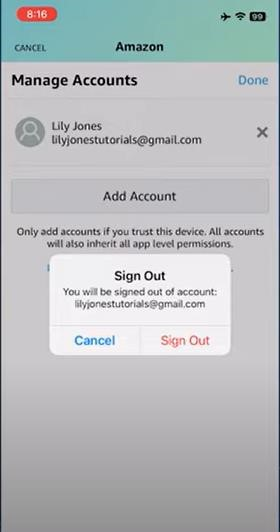 8:16
99
CANCEL
Amazon
Manage Accounts
Done
Lily Jones
lilyjonestutorials@gmail.com
Add Account
Only add accounts if you trust this device. All accounts
will also inherit all app level permissions.
Sign Out
You will be signed out of account:
lilyjonestutorials@gmail.com
Cancel
Sign Out